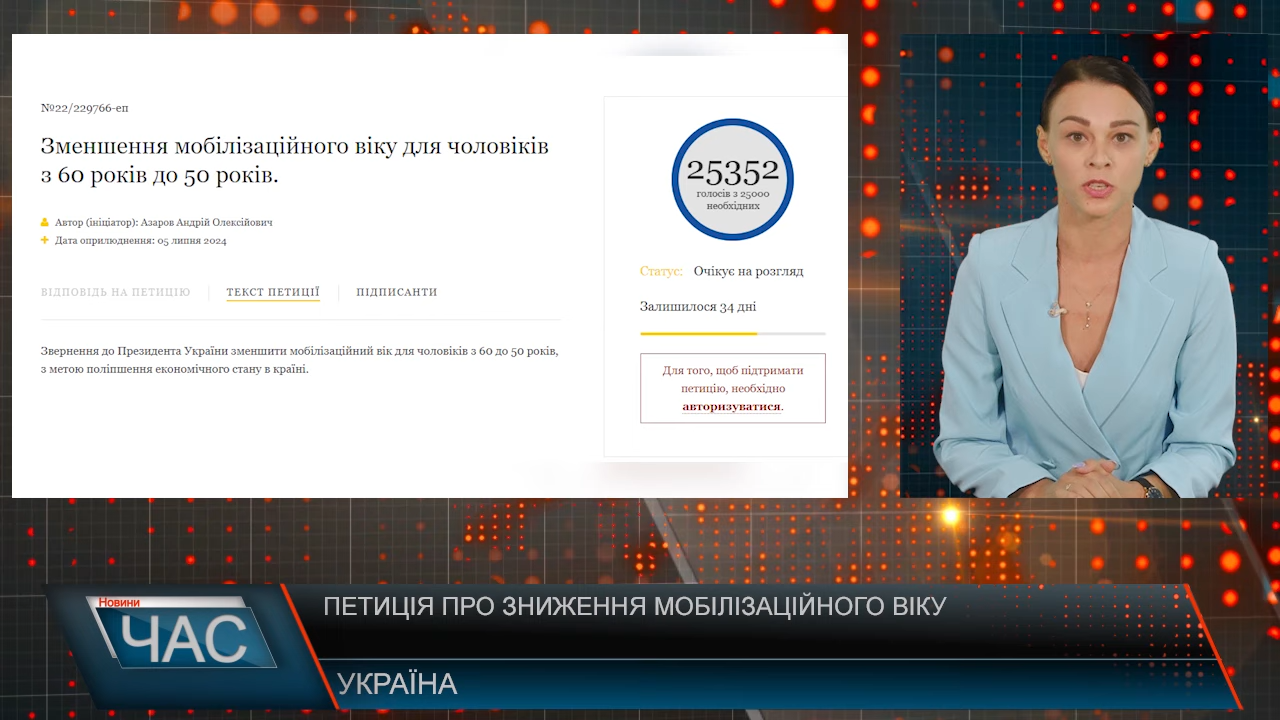 №22/229766-еп
Зменшення мобілізаційного віку для чоловіків
з 60 років до 50 років.
Автор (ініціатор): Азаров Андрій Олексійович
Дата оприлюднення: 05 липня 2024
ВІДПОВІДЬ НА ПЕТИЦІЮ
ТЕКСТ ПЕТИЦІЇ
ПІДПИСАНТИ
Звернення до Президента України зменшити мобілізаційний вік для чоловіків з 60 до 50 років,
з метою поліпшення економічного стану в країні.
25352
голосів з 25000
необхідних
Статус: Очікує на розгляд
Залишилося 34 дні
Для того, щоб підтримати
петицію, необхідно
авторизуватися.
Новини
ЧАС
ПЕТИЦІЯ ПРО ЗНИЖЕННЯ МОБІЛІЗАЦІЙНОГО ВІКУ
УКРАЇНА